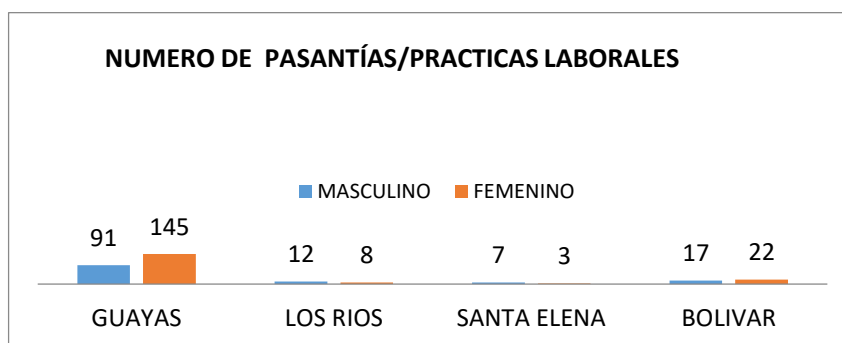 NUMERO DE PASANTÍAS/PRACTICAS LABORALES
MASCULINO FEMENINO
91 145 12 8 7 3 17 22
GUAYAS LOS RIOS SANTA ELENA BOLIVAR